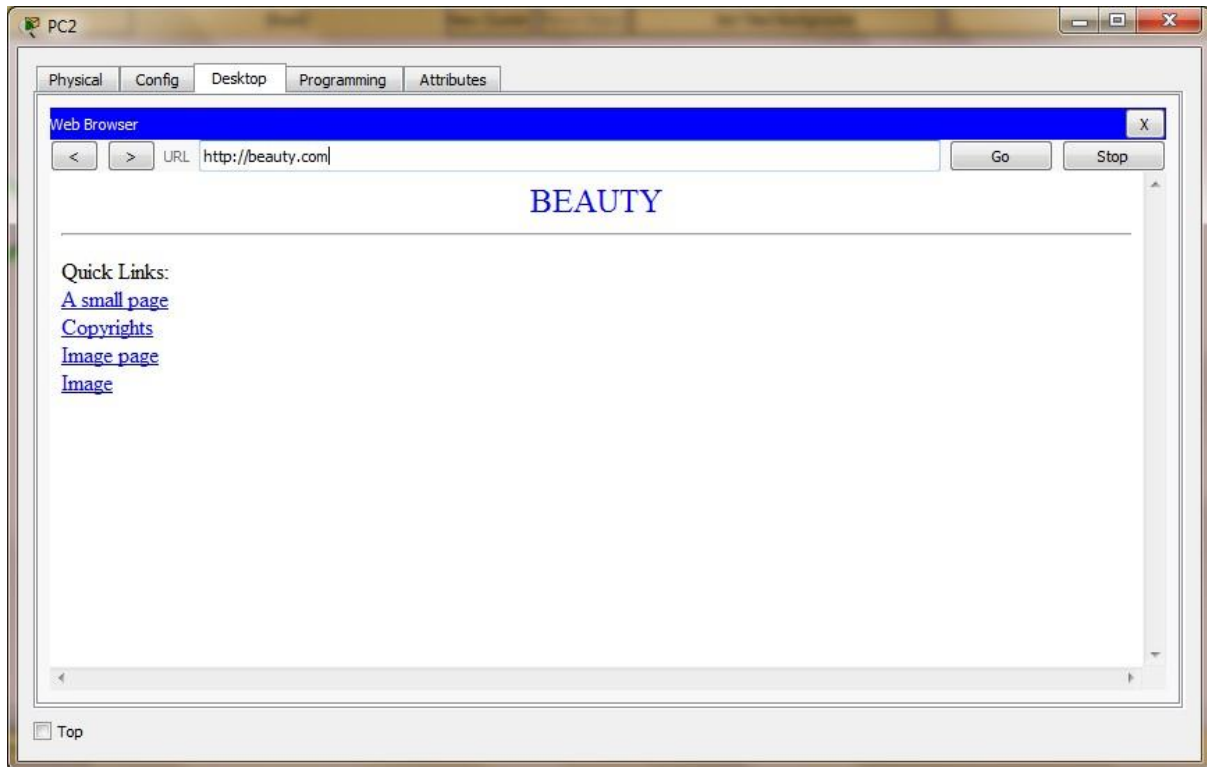 PC2
Physical Config Desktop Programming Attributes
Web Browser X
< > URL http://beauty.com Go Stop
BEAUTY
Quick Links:
A small page
Copyrights
Image page
Image
Top